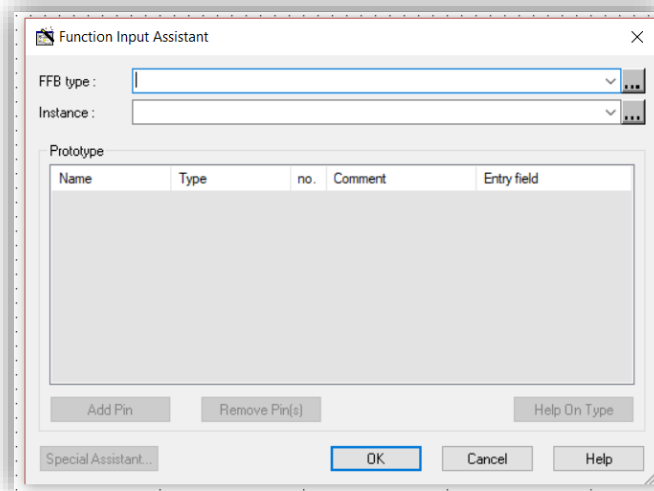 Function Input Assistant
FFB type :
...
Instance :
...
Prototype
Name Type no. Comment Entry field
Add Pin Remove Pin(s) Help On Type
Special Assistant... OK Cancel Help